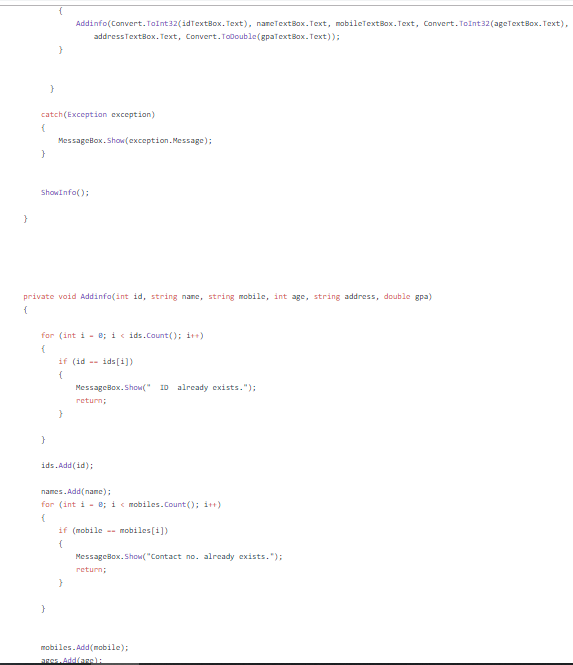 {
Addinfo(Convert.ToInt32(idTextBox.Text), nameTextBox.Text, mobileTextBox.Text, Convert.ToInt32(ageTextBox.Text),
addressTextBox.Text, Convert.ToDouble(gpaTextBox.Text));
}
}
catch(Exception exception)
{
MessageBox.Show(exception.Message);
}
ShowInfo();
}
private void Addinfo(int id, string name, string mobile, int age, string address, double gpa)
{
for (int i = 0; i < ids.Count(); i++)
{
if (id == ids[i])
{
MessageBox.Show("  ID  already exists.");
return;
}
}
ids.Add(id);
names.Add(name);
for (int i = 0; i < mobiles.Count(); i++)
{
if (mobile == mobiles[i])
{
MessageBox.Show("Contact no. already exists.");
return;
}
}
mobiles.Add(mobile);
ages.Add(age);